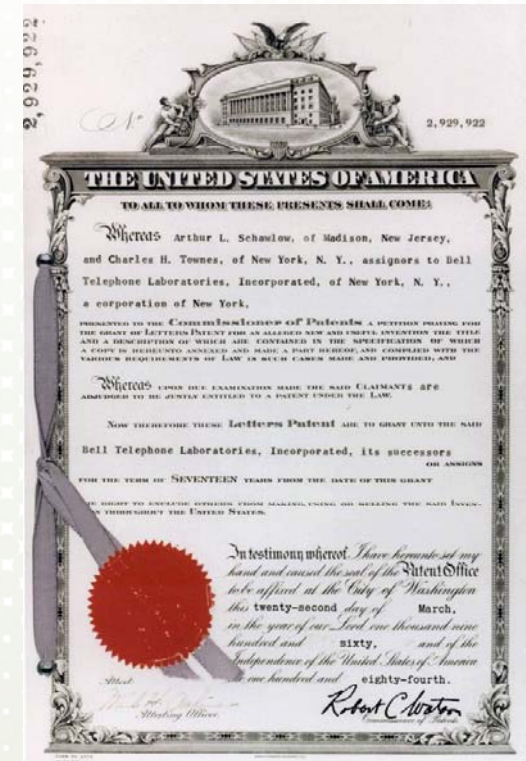 2,929,922
No
2,929,922
THE UNITED STATES OF AMERICA
TO ALL TO WHOM THESE PRESENTS SHALL COME:
Whereas Arthur L. Schawlow, of Madison, New Jersey,
and Charles H. Townes, of New York, N. Y., assignors to Bell
Telephone Laboratories, Incorporated, of New York, N. Y.,
a corporation of New York,
PRESENTED TO THE Commissioner of Patents A PETITION PRAYING FOR
THE GRANT OF LETTERS PATENT FOR AN ALLEGED NEW AND USEFUL INVENTION THE TITLE
AND A DESCRIPTION OF WHICH ARE CONTAINED IN THE SPECIFICATION OF WHICH
A COPY IS HEREUNTO ANNEXED AND MADE A PART HEREOF, AND COMPLIED WITH THE
VARIOUS REQUIREMENTS OF LAW IN SUCH CASES MADE AND PROVIDED, AND
Whereas UPON DUE EXAMINATION MADE THE SAID CLAIMANTS are
ADJUDGED TO BE JUSTLY ENTITLED TO A PATENT UNDER THE LAW.
NOW THEREFORE THESE Letters Patent ARE TO GRANT UNTO THE SAID
Bell Telephone Laboratories, Incorporated, its successors
OR ASSIGNS
FOR THE TERM OF SEVENTEEN YEARS FROM THE DATE OF THIS GRANT
RIGHT TO EXCLUDE OTHERS FROM MAKING, USING OR SELLING THE SAID INVEN-
THROUGHOUT THE UNITED STATES.
In testimony whereof I have hereunto set my
hand and caused the seal of the Patent Office
to be affixed at the City of Washington
this twenty-second day of March,
in the year of our Lord one thousand nine
hundred and sixty, and of the
Independence of the United States of America
one hundred and eighty-fourth.
Attest
Attesting Officer.
Robert C Watson
Commissioner of Patents.